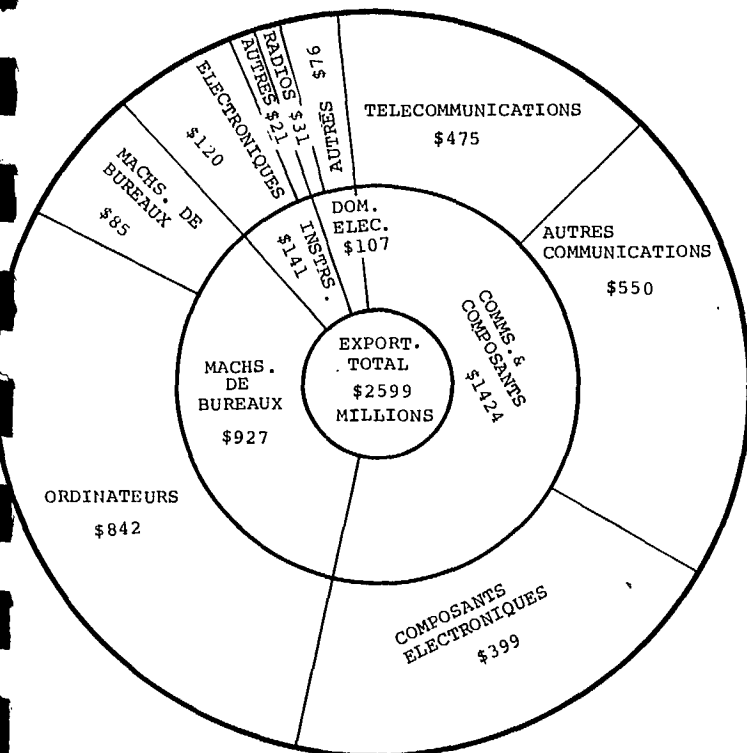 EXPORT.
TOTAL
$2599
MILLIONS
DOM.
ELEC.
$107
COMMS. &
COMPOSANTS
$1424
MACHS.
DE
BUREAUX
$927
INSTRS.
$141
TELECOMMUNICATIONS
$475
AUTRES
COMMUNICATIONS
$550
COMPOSANTS
ELECTRONIQUES
$399
ORDINATEURS
$842
MACHS. DE
BUREAUX
$85
ELECTRONIQUES
$120
AUTRES $21
RADIOS $31
AUTRES $76